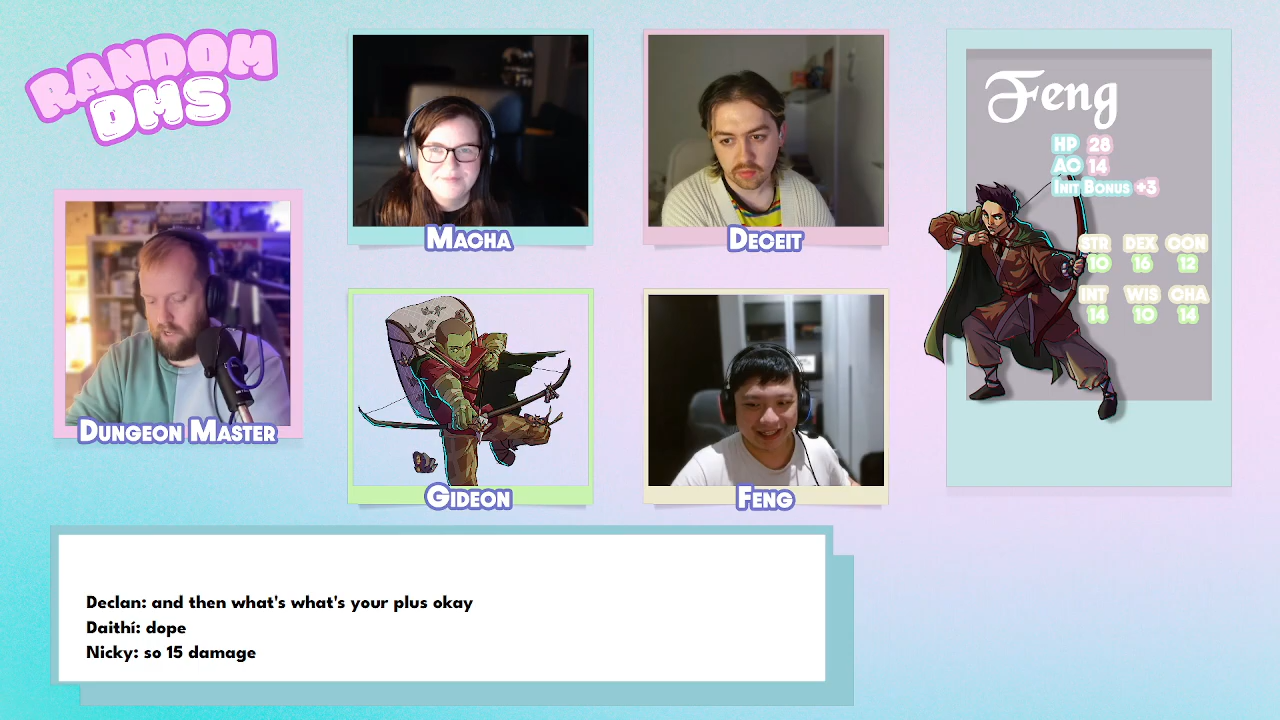 RANDOM
DMS
MACHA
DECEIT
DUNGEON MASTER
GIDEON
FENG
Feng
HP 28
AC 14
INIT BONUS +3
STR DEX CON
10 16 12
INT WIS CHA
14 10 14
Declan: and then what's what's your plus okay
Daithí: dope
Nicky: so 15 damage